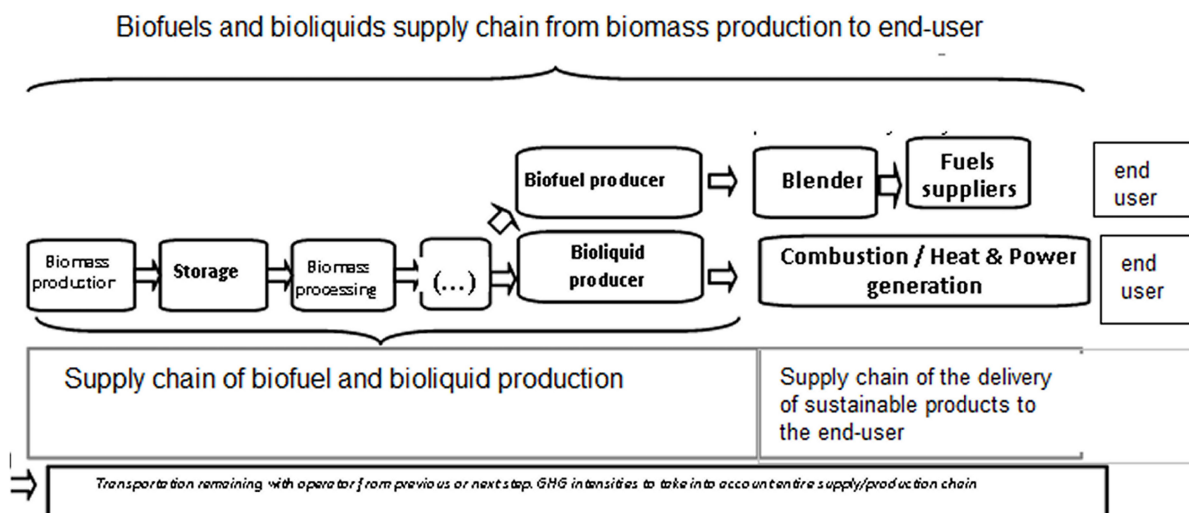 Biofuels and bioliquids supply chain from biomass production to end-user
Biofuel producer
Blender
Fuels
suppliers
end
user
Biomass
production
Storage
Biomass
processing
(...)
Bioliquid
producer
Combustion / Heat & Power
generation
end
user
Supply chain of biofuel and bioliquid production
Supply chain of the delivery
of sustainable products to
the end-user
Transportation remaining with operator from previous or next step. GHG intensities to take into account entire supply/production chain